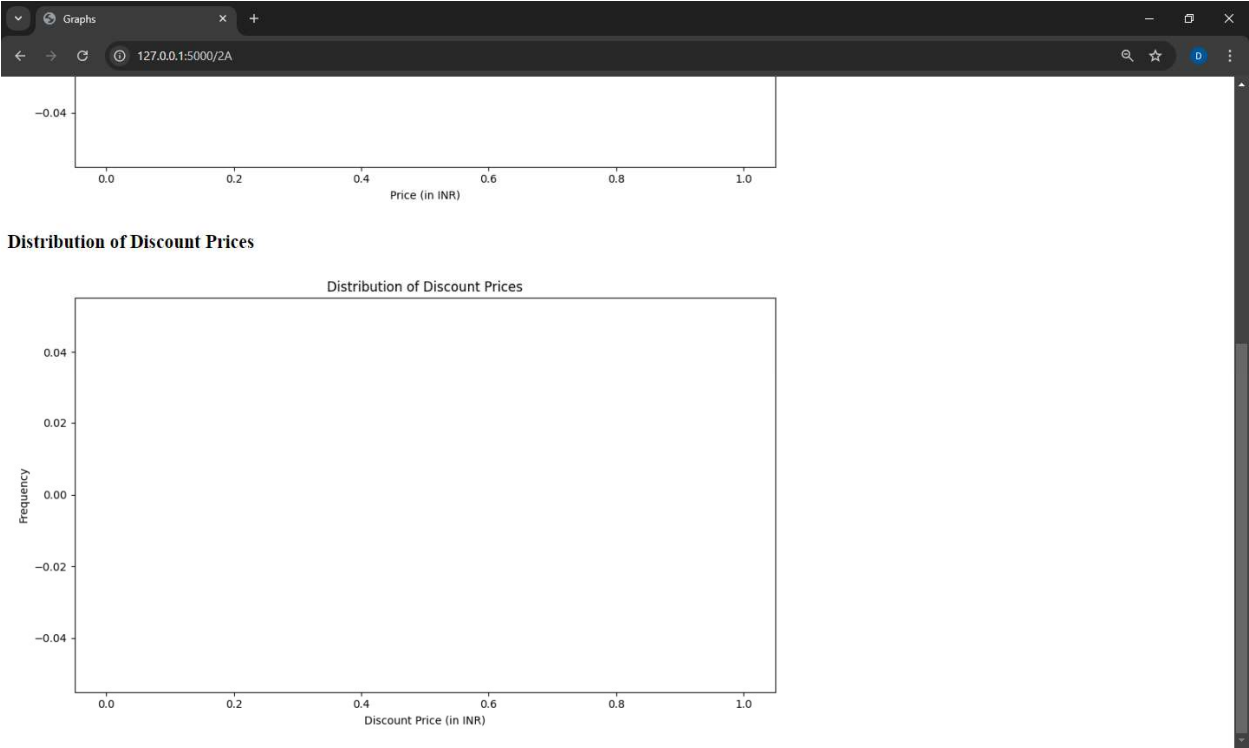 Graphs
127.0.0.1:5000/2A
D
−0.04
0.0 0.2 0.4 0.6 0.8 1.0
Price (in INR)
Distribution of Discount Prices
Distribution of Discount Prices
0.04
0.02
0.00
−0.02
−0.04
Frequency
0.0 0.2 0.4 0.6 0.8 1.0
Discount Price (in INR)